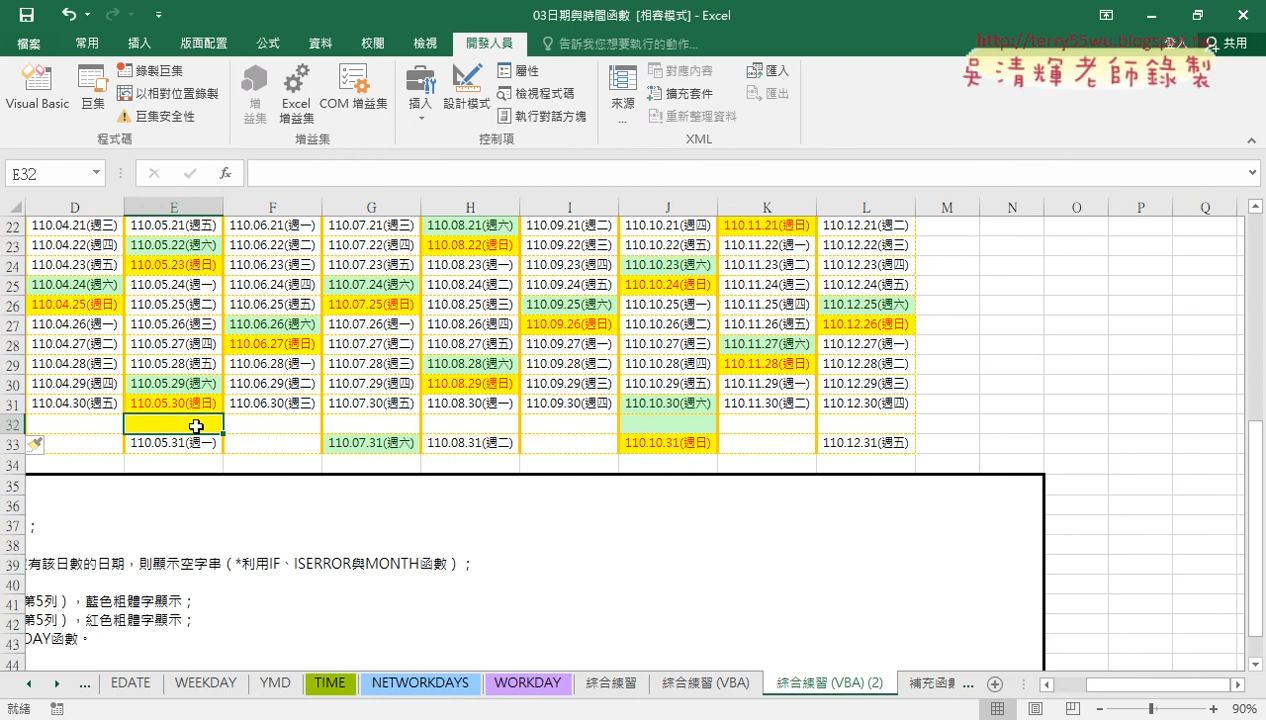 03日期與時間函數 [相容模式] - Excel
http://terry55wu.blogspot.tw
吳清輝老師錄製
檔案 常用 插入 版面配置 公式 資料 校閱 檢視 開發人員 告訴我您想要執行的動作... 登入 共用
Visual Basic 巨集 錄製巨集 以相對位置錄製 巨集安全性
增益集 Excel 增益集 COM 增益集
插入 設計模式 屬性 檢視程式碼 執行對話方塊
來源... 對應內容 擴充套件 重新整理資料 匯入 匯出
程式碼 增益集 控制項 XML
E32 fx
D E F G H I J K L M N O P Q
22 110.04.21(週三) 110.05.21(週五) 110.06.21(週一) 110.07.21(週三) 110.08.21(週六) 110.09.21(週二) 110.10.21(週四) 110.11.21(週日) 110.12.21(週二)
23 110.04.22(週四) 110.05.22(週六) 110.06.22(週二) 110.07.22(週四) 110.08.22(週日) 110.09.22(週三) 110.10.22(週五) 110.11.22(週一) 110.12.22(週三)
24 110.04.23(週五) 110.05.23(週日) 110.06.23(週三) 110.07.23(週五) 110.08.23(週一) 110.09.23(週四) 110.10.23(週六) 110.11.23(週二) 110.12.23(週四)
25 110.04.24(週六) 110.05.24(週一) 110.06.24(週四) 110.07.24(週六) 110.08.24(週二) 110.09.24(週五) 110.10.24(週日) 110.11.24(週三) 110.12.24(週五)
26 110.04.25(週日) 110.05.25(週二) 110.06.25(週五) 110.07.25(週日) 110.08.25(週三) 110.09.25(週六) 110.10.25(週一) 110.11.25(週四) 110.12.25(週六)
27 110.04.26(週一) 110.05.26(週三) 110.06.26(週六) 110.07.26(週一) 110.08.26(週四) 110.09.26(週日) 110.10.26(週二) 110.11.26(週五) 110.12.26(週日)
28 110.04.27(週二) 110.05.27(週四) 110.06.27(週日) 110.07.27(週二) 110.08.27(週五) 110.09.27(週一) 110.10.27(週三) 110.11.27(週六) 110.12.27(週一)
29 110.04.28(週三) 110.05.28(週五) 110.06.28(週一) 110.07.28(週三) 110.08.28(週六) 110.09.28(週二) 110.10.28(週四) 110.11.28(週日) 110.12.28(週二)
30 110.04.29(週四) 110.05.29(週六) 110.06.29(週二) 110.07.29(週四) 110.08.29(週日) 110.09.29(週三) 110.10.29(週五) 110.11.29(週一) 110.12.29(週三)
31 110.04.30(週五) 110.05.30(週日) 110.06.30(週三) 110.07.30(週五) 110.08.30(週一) 110.09.30(週四) 110.10.30(週六) 110.11.30(週二) 110.12.30(週四)
32
33 110.05.31(週一) 110.07.31(週六) 110.08.31(週二) 110.10.31(週日) 110.12.31(週五)
34
35
36
37 ；
38
39 有該日數的日期，則顯示空字串（*利用IF、ISERROR與MONTH函數）；
40
41 第5列），藍色粗體字顯示；
42 第5列），紅色粗體字顯示；
43 DAY函數。
44
... EDATE WEEKDAY YMD TIME NETWORKDAYS WORKDAY 綜合練習 綜合練習 (VBA) 綜合練習 (VBA) (2) 補充函數 ...
就緒 90%